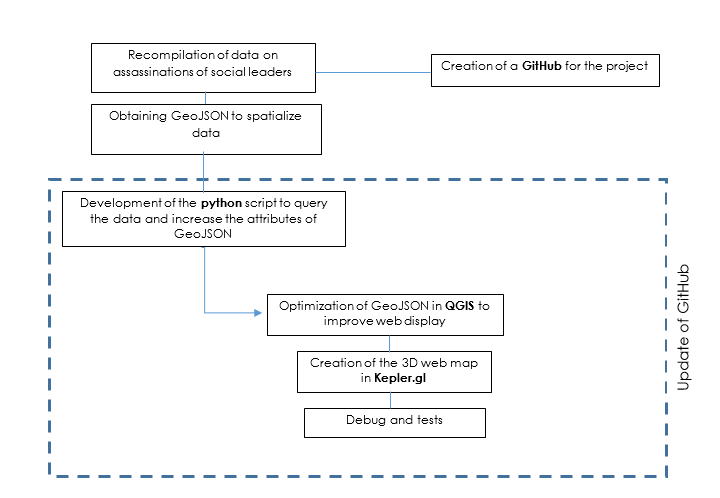 Recompilation of data on
assassinations of social leaders
Creation of a GitHub for the project
Obtaining GeoJSON to spatialize
data
Development of the python script to query
the data and increase the attributes of
GeoJSON
Optimization of GeoJSON in QGIS to
improve web display
Creation of the 3D web map
in Kepler.gl
Debug and tests
Update of GitHub